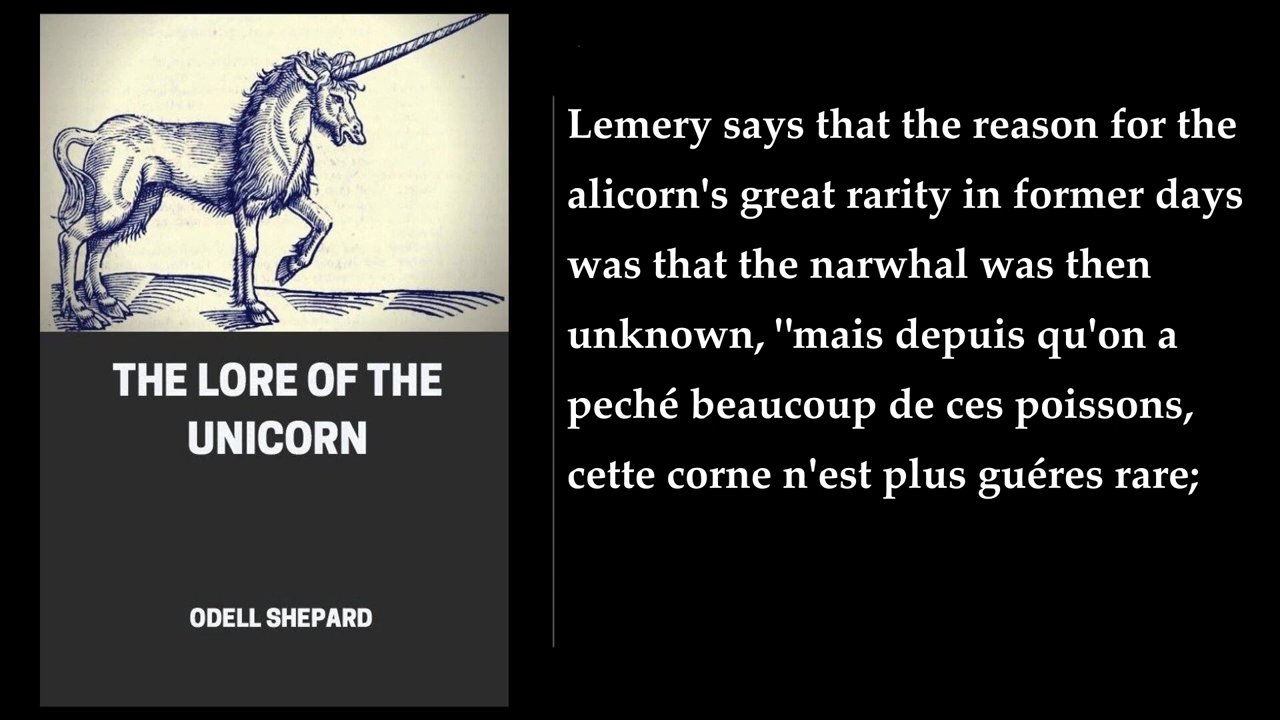 THE LORE OF THE
UNICORN
ODELL SHEPARD
Lemery says that the reason for the
alicorn's great rarity in former days
was that the narwhal was then
unknown, "mais depuis qu'on a
peché beaucoup de ces poissons,
cette corne n'est plus guéres rare;